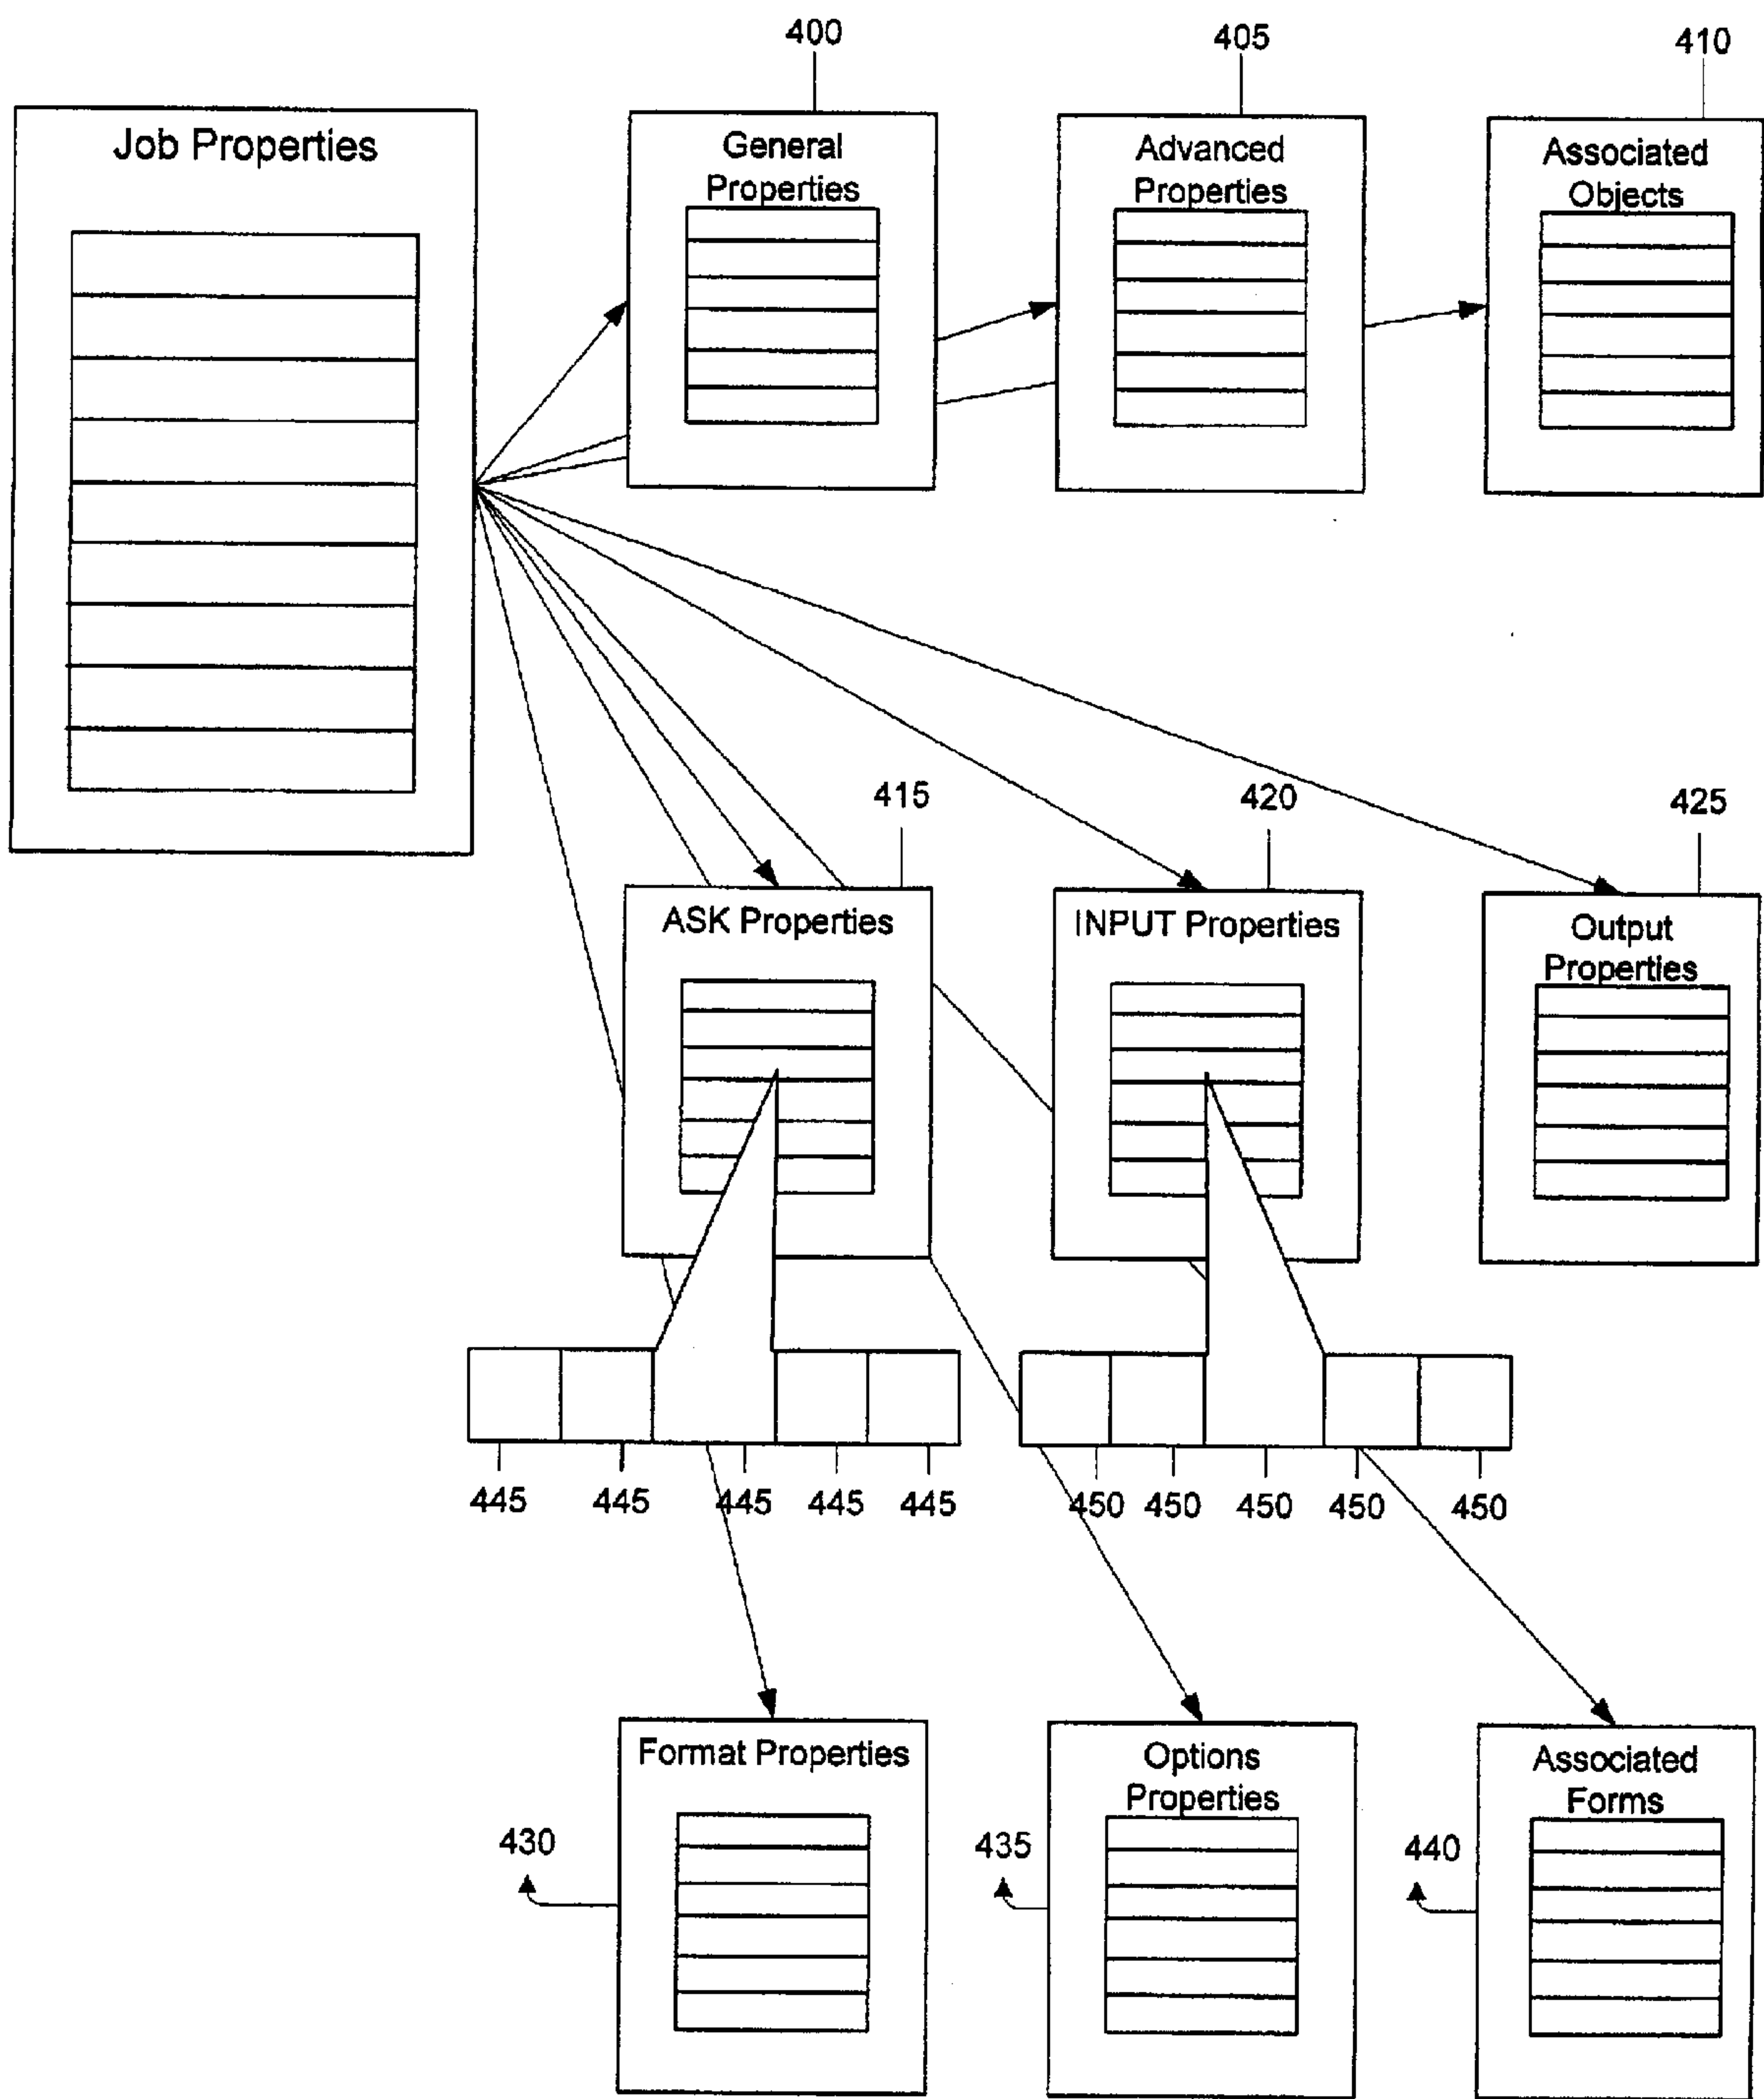 400
405
410
Job Properties
General
Properties
Advanced
Properties
Associated
Objects
415
420
425
ASK Properties
INPUT Properties
Output
Properties
445
445
445
445
445
450
450
450
450
450
Format Properties
Options
Properties
Associated
Forms
430
435
440